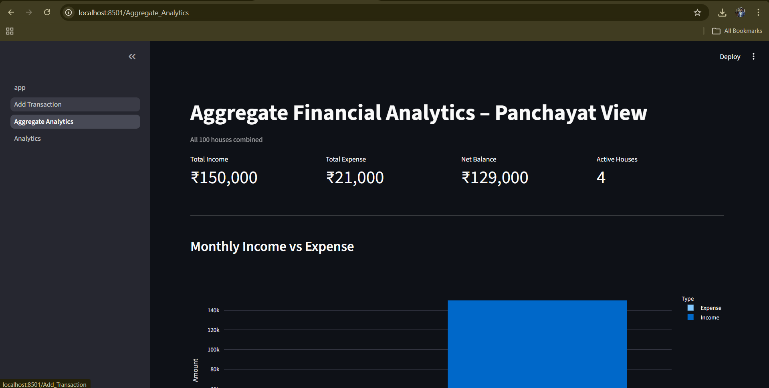 localhost:8501/Aggregate_Analytics
All Bookmarks
Deploy
app
Add Transaction
Aggregate Analytics
Analytics
Aggregate Financial Analytics – Panchayat View
All 100 houses combined
Total Income
Total Expense
Net Balance
Active Houses
₹150,000
₹21,000
₹129,000
4
Monthly Income vs Expense
Type
Expense
Income
140k
120k
100k
80k
Amount
localhost:8501/Add_Transaction